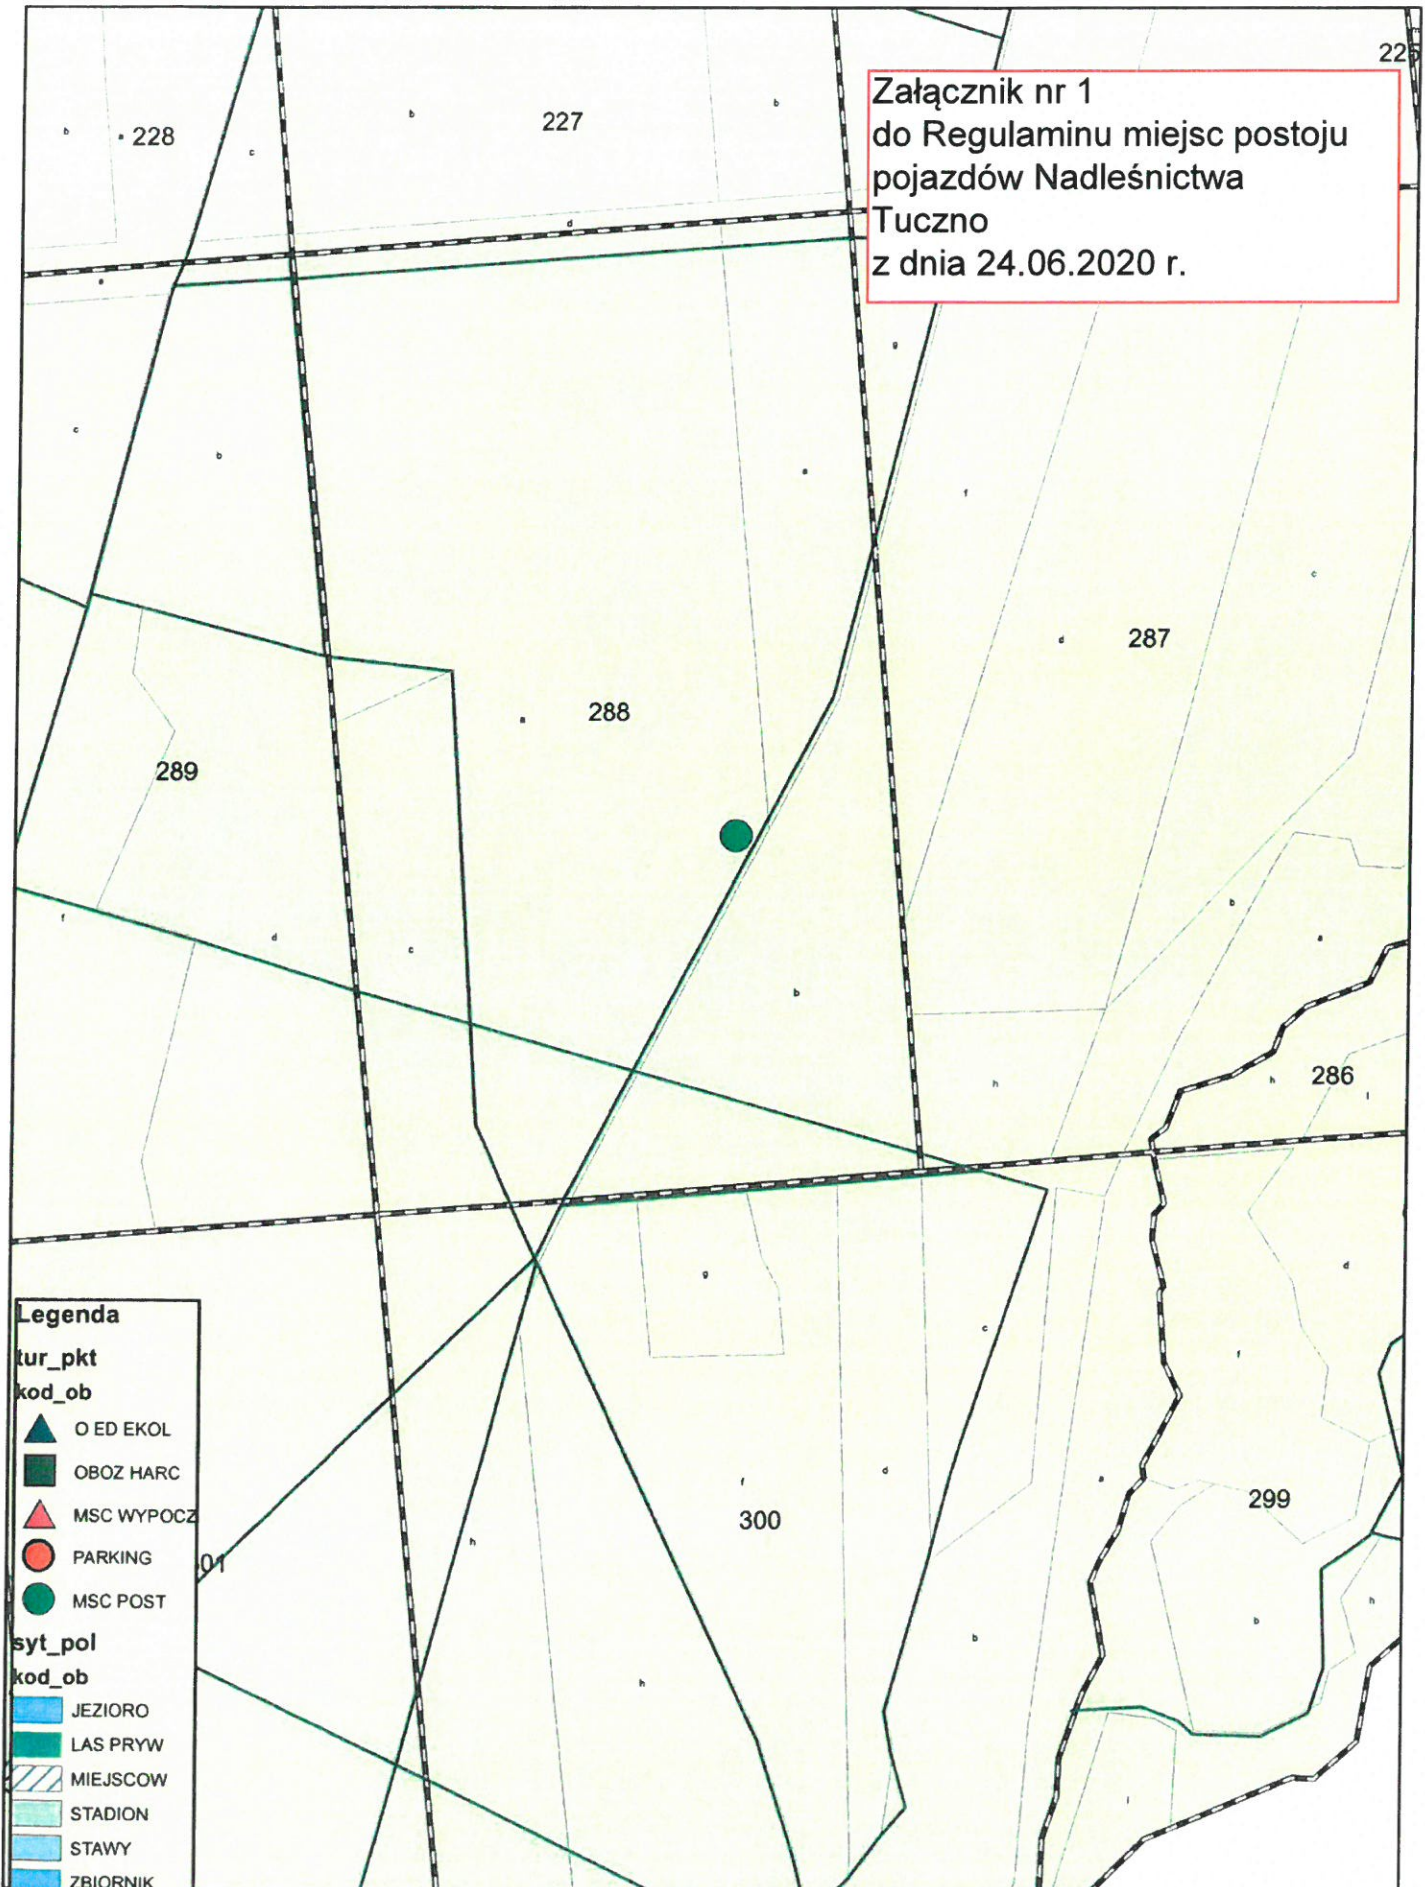 Załącznik nr 1
do Regulaminu miejsc postoju
pojazdów Nadleśnictwa
Tuczno
z dnia 24.06.2020 r.
b
228
c
b
227
b
d
c
b
g
a
f
c
d
287
a
288
289
f
d
c
b
b
a
h
h
286
l
g
c
d
f
f
d
a
299
300
h
b
b
h
h
l
Legenda
tur_pkt
kod_ob
O ED EKOL
OBOZ HARC
MSC WYPOCZ
PARKING
MSC POST
syt_pol
kod_ob
JEZIORO
LAS PRYW
MIEJSCOW
STADION
STAWY
ZBIORNIK